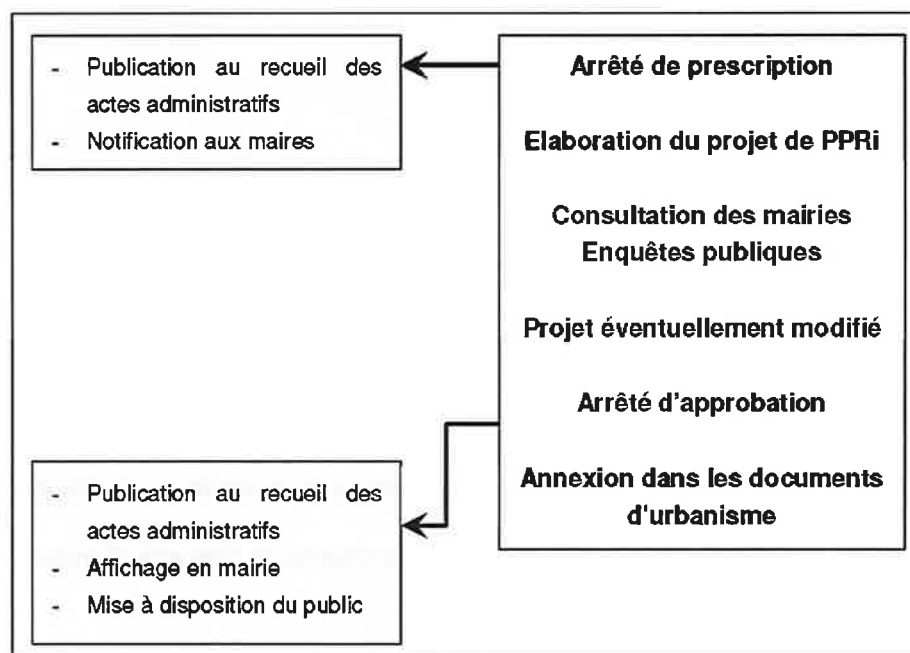 - Publication au recueil des
actes administratifs
- Notification aux maires
Arrêté de prescription
Elaboration du projet de PPRi
Consultation des mairies
Enquêtes publiques
Projet éventuellement modifié
Arrêté d'approbation
Annexion dans les documents
d'urbanisme
- Publication au recueil des
actes administratifs
- Affichage en mairie
- Mise à disposition du public